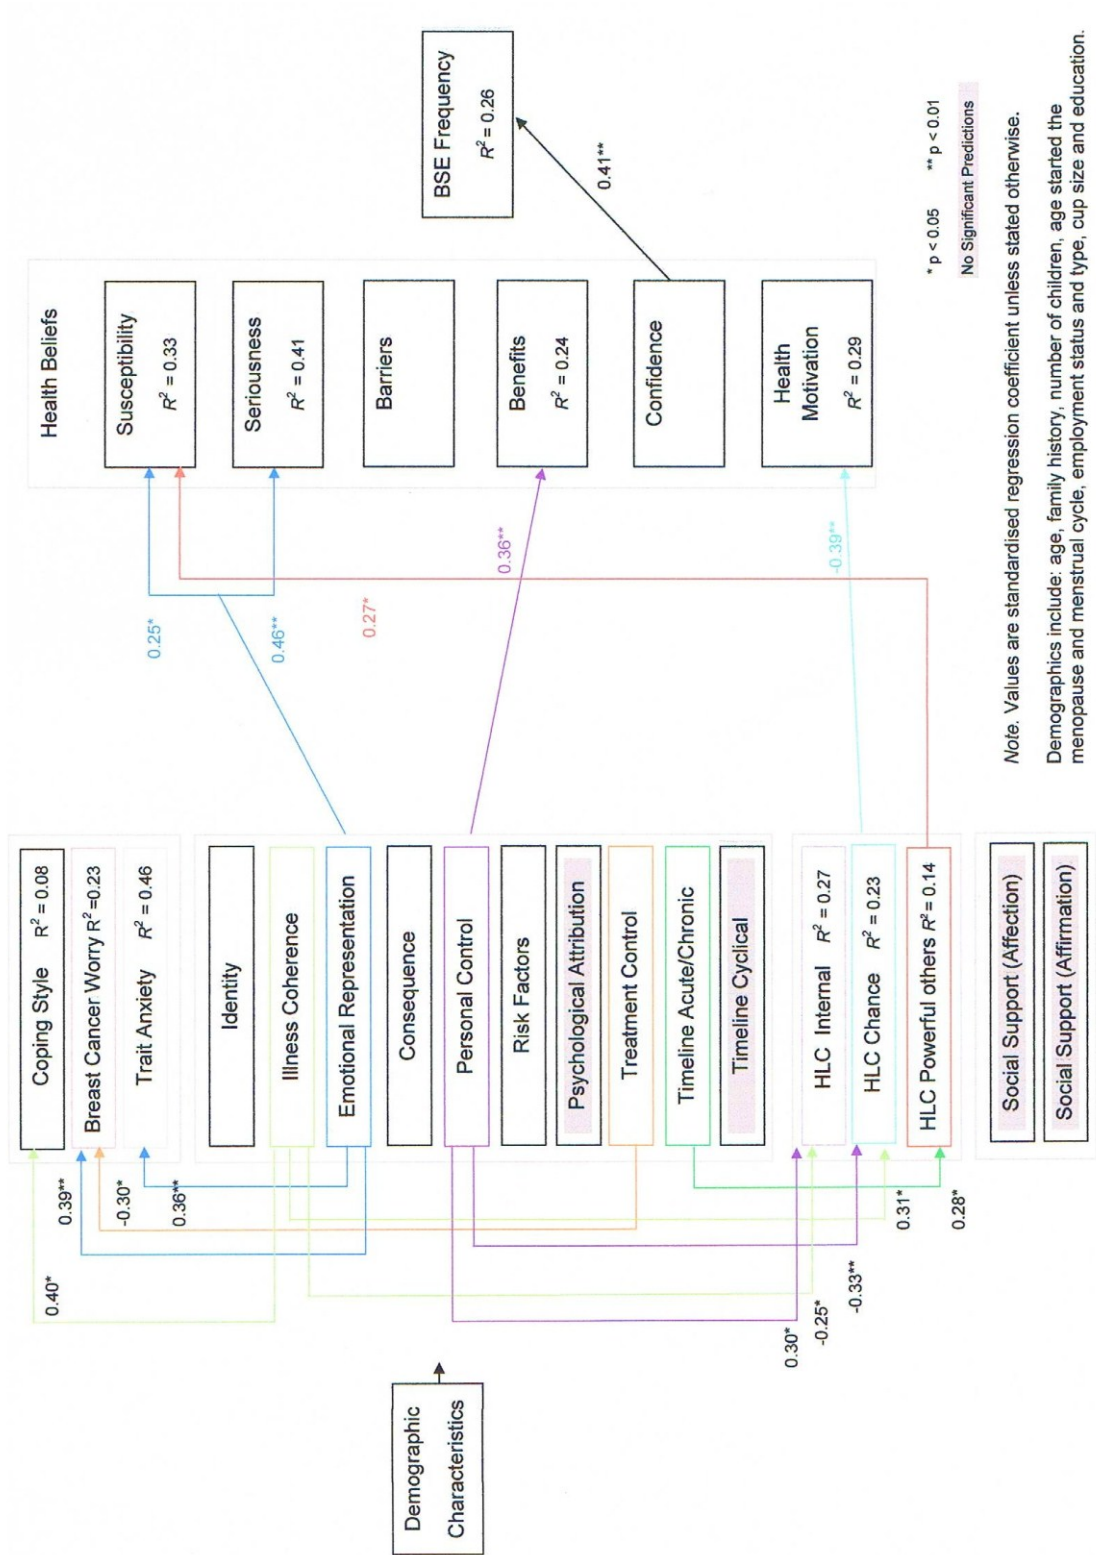 Demographic
Characteristics
0.40*
0.39**
-0.30*
0.36**
0.30*
-0.25*
-0.33**
0.31*
0.28*
Coping Style R² = 0.08
Breast Cancer Worry R² =0.23
Trait Anxiety R² = 0.46
Identity
Illness Coherence
Emotional Representation
Consequence
Personal Control
Risk Factors
Psychological Attribution
Treatment Control
Timeline Acute/Chronic
Timeline Cyclical
HLC Internal R² = 0.27
HLC Chance R² = 0.23
HLC Powerful others R² = 0.14
Social Support (Affection)
Social Support (Affirmation)
0.25*
0.46**
0.27*
0.36**
-0.39**
Health Beliefs
Susceptibility
R² = 0.33
Seriousness
R² = 0.41
Barriers
Benefits
R² = 0.24
Confidence
Health
Motivation
R² = 0.29
0.41**
BSE Frequency
R² = 0.26
* p < 0.05 ** p < 0.01
No Significant Predictions
Note. Values are standardised regression coefficient unless stated otherwise.
Demographics include: age, family history, number of children, age started the
menopause and menstrual cycle, employment status and type, cup size and education.